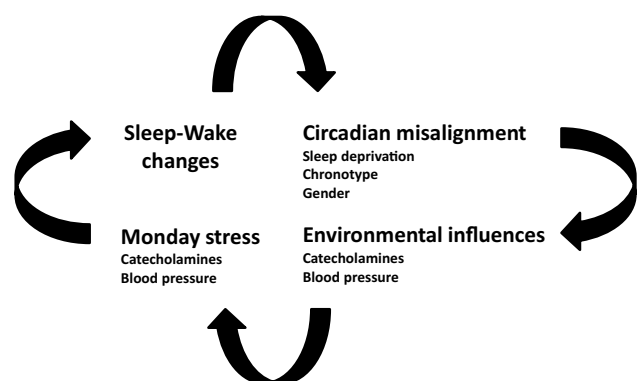 Sleep-Wake
changes
Circadian misalignment
Sleep deprivation
Chronotype
Gender
Monday stress
Catecholamines
Blood pressure
Environmental influences
Catecholamines
Blood pressure